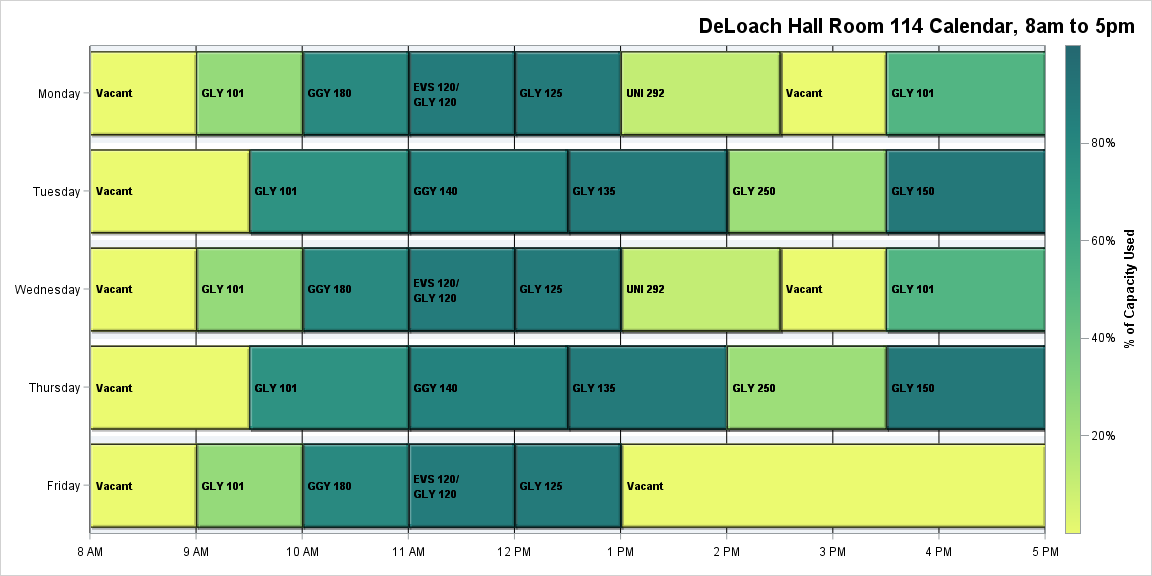 DeLoach Hall Room 114 Calendar, 8am to 5pm
Monday
Vacant
GLY 101
GGY 180
EVS 120/
GLY 120
GLY 125
UNI 292
Vacant
GLY 101
Tuesday
Vacant
GLY 101
GGY 140
GLY 135
GLY 250
GLY 150
Wednesday
Vacant
GLY 101
GGY 180
EVS 120/
GLY 120
GLY 125
UNI 292
Vacant
GLY 101
Thursday
Vacant
GLY 101
GGY 140
GLY 135
GLY 250
GLY 150
Friday
Vacant
GLY 101
GGY 180
EVS 120/
GLY 120
GLY 125
Vacant
8 AM
9 AM
10 AM
11 AM
12 PM
1 PM
2 PM
3 PM
4 PM
5 PM
80%
60%
40%
20%
% of Capacity Used